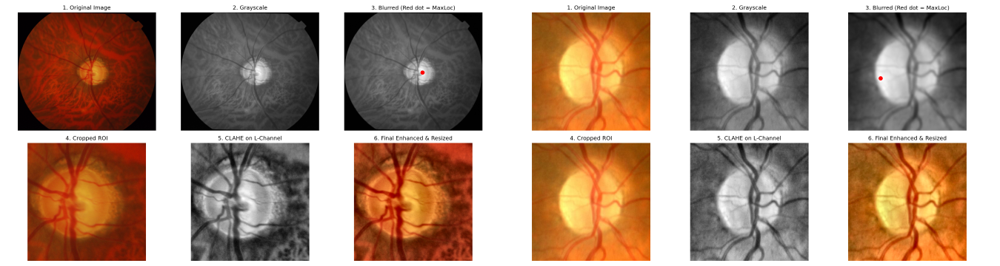 1. Original Image
2. Grayscale
3. Blurred (Red dot = MaxLoc)
4. Cropped ROI
5. CLAHE on L-Channel
6. Final Enhanced & Resized
1. Original Image
2. Grayscale
3. Blurred (Red dot = MaxLoc)
4. Cropped ROI
5. CLAHE on L-Channel
6. Final Enhanced & Resized